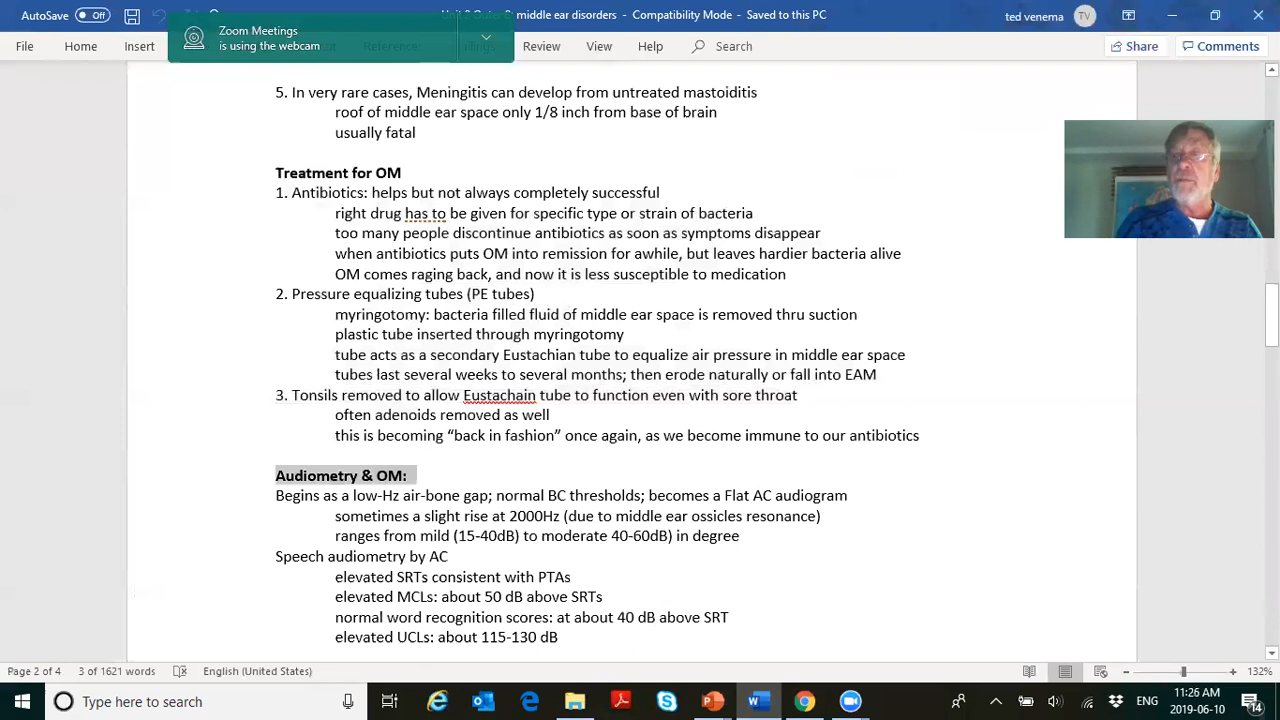 AutoSave Off
Unit 2 Outer & middle ear disorders - Compatibility Mode - Saved to this PC
ted venema TV
Zoom Meetings
is using the webcam
File Home Insert Review View Help Search Share Comments
5. In very rare cases, Meningitis can develop from untreated mastoiditis
roof of middle ear space only 1/8 inch from base of brain
usually fatal
Treatment for OM
1. Antibiotics: helps but not always completely successful
right drug has to be given for specific type or strain of bacteria
too many people discontinue antibiotics as soon as symptoms disappear
when antibiotics puts OM into remission for awhile, but leaves hardier bacteria alive
OM comes raging back, and now it is less susceptible to medication
2. Pressure equalizing tubes (PE tubes)
myringotomy: bacteria filled fluid of middle ear space is removed thru suction
plastic tube inserted through myringotomy
tube acts as a secondary Eustachian tube to equalize air pressure in middle ear space
tubes last several weeks to several months; then erode naturally or fall into EAM
3. Tonsils removed to allow Eustachain tube to function even with sore throat
often adenoids removed as well
this is becoming “back in fashion” once again, as we become immune to our antibiotics
Audiometry & OM:
Begins as a low-Hz air-bone gap; normal BC thresholds; becomes a Flat AC audiogram
sometimes a slight rise at 2000Hz (due to middle ear ossicles resonance)
ranges from mild (15-40dB) to moderate 40-60dB) in degree
Speech audiometry by AC
elevated SRTs consistent with PTAs
elevated MCLs: about 50 dB above SRTs
normal word recognition scores: at about 40 dB above SRT
elevated UCLs: about 115-130 dB
Page 2 of 4 3 of 1621 words English (United States) 132%
Type here to search
ENG
11:26 AM
2019-06-10
14